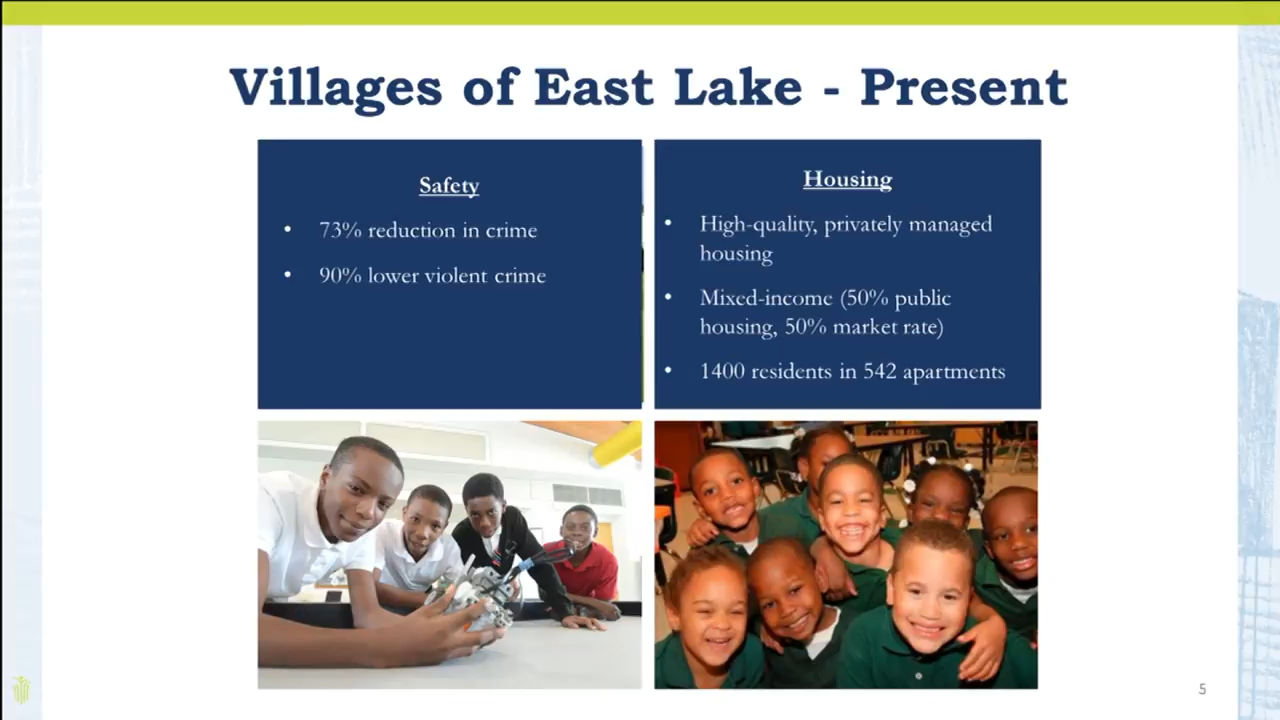 Villages of East Lake - Present
Safety
• 73% reduction in crime
• 90% lower violent crime
Housing
• High-quality, privately managed
housing
• Mixed-income (50% public
housing, 50% market rate)
• 1400 residents in 542 apartments
5